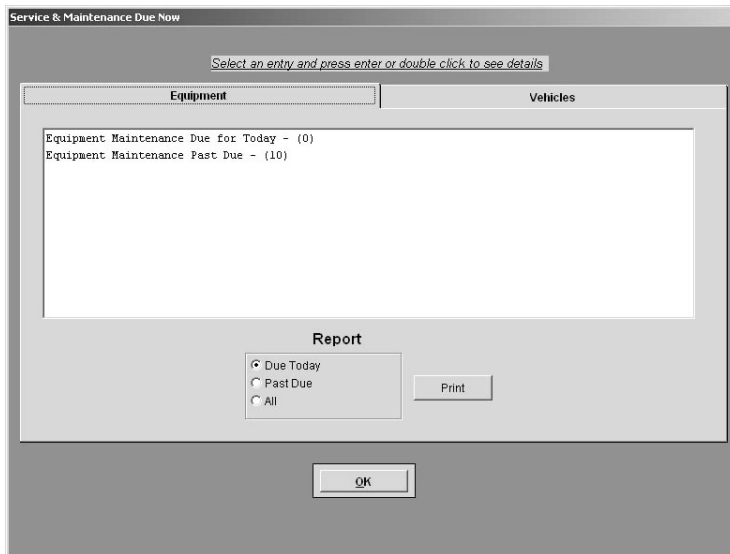 Service & Maintenance Due Now
Select an entry and press enter or double click to see details
Equipment
Vehicles
Equipment Maintenance Due for Today - (0)
Equipment Maintenance Past Due - (10)
Report
Due Today
Past Due
All
Print
OK